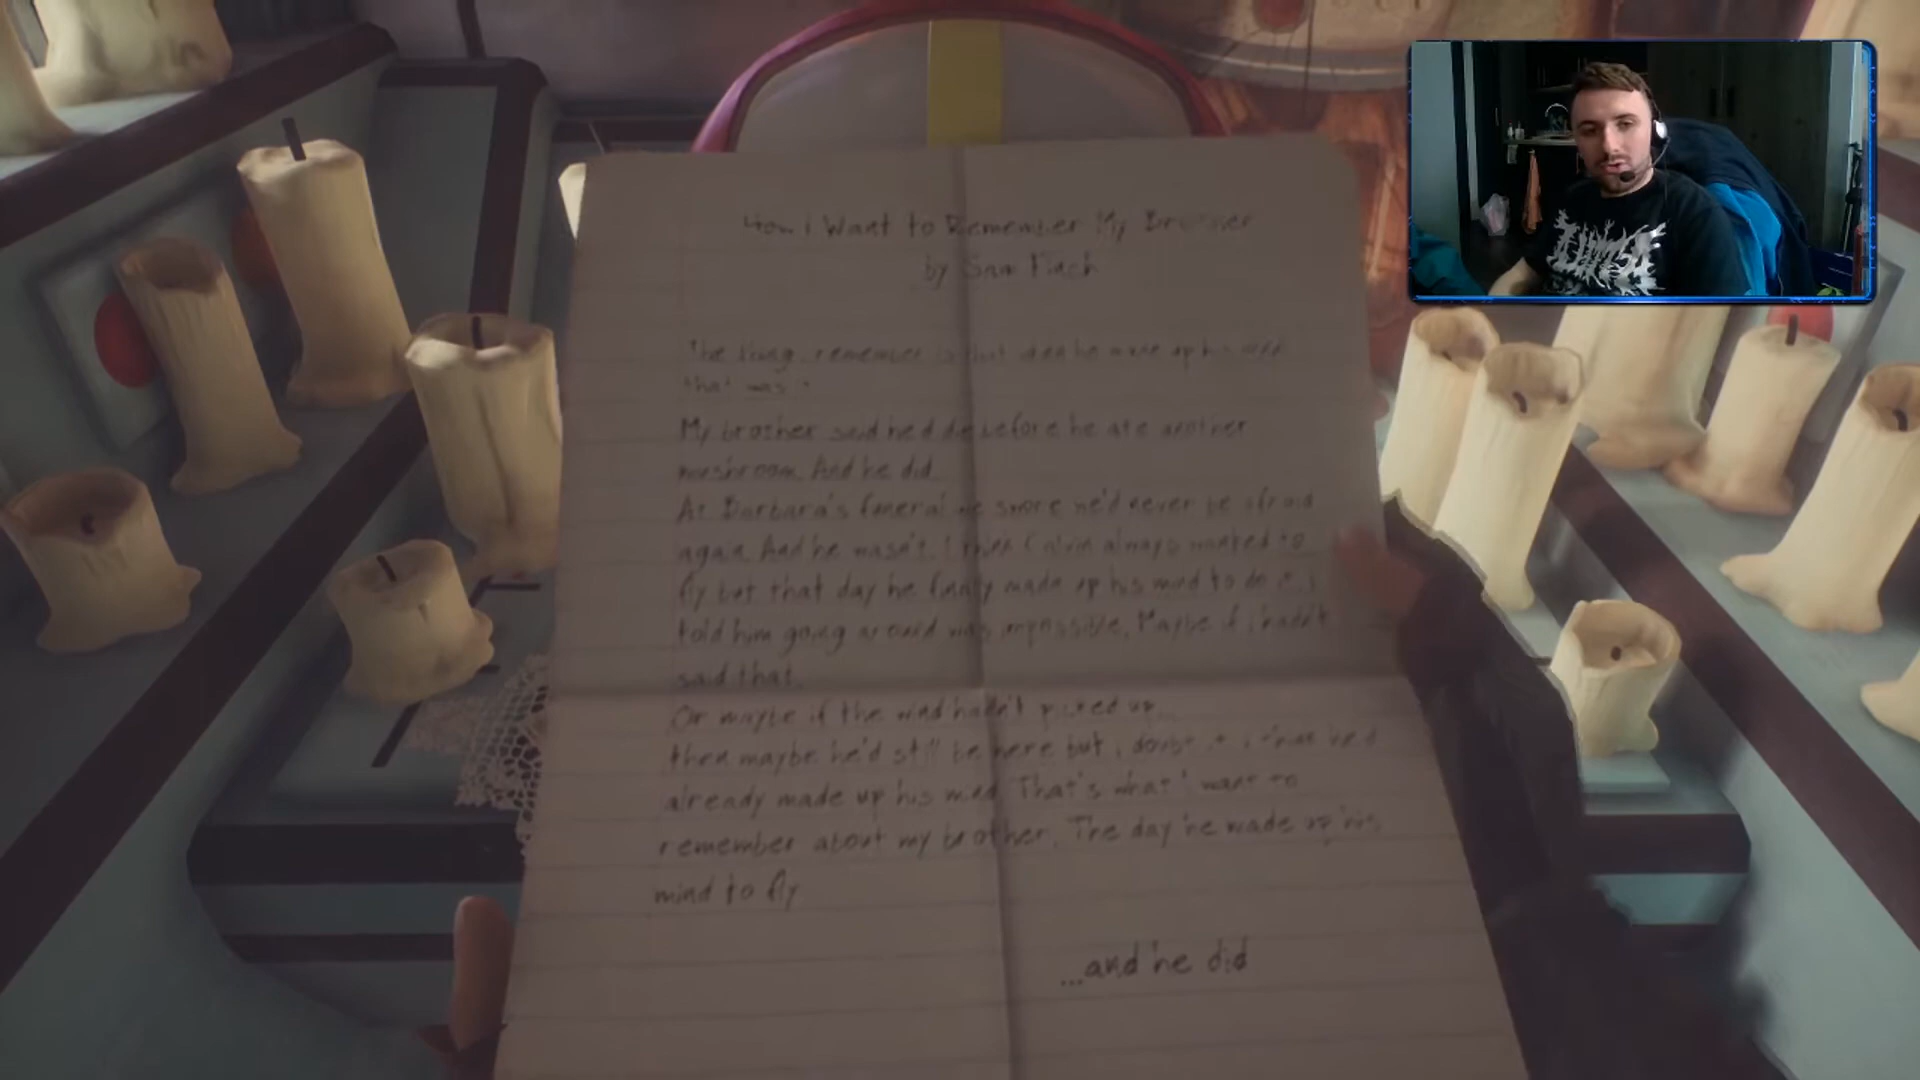 How I Want to Remember My Brother
by Sam Finch
The thing I remember is that when he made up his mind
that was it
My brother said he'd die before he ate another
mushroom. And he did.
At Barbara's funeral he swore he'd never be afraid
again. And he wasn't. I think Calvin always wanted to
fly but that day he finally made up his mind to do it. I
told him going around was impossible. Maybe if I hadn't
said that.
Or maybe if the wind hadn't picked up
then maybe he'd still be here but I doubt it. I think he'd
already made up his mind. That's what I want to
remember about my brother. The day he made up his
mind to fly
...and he did